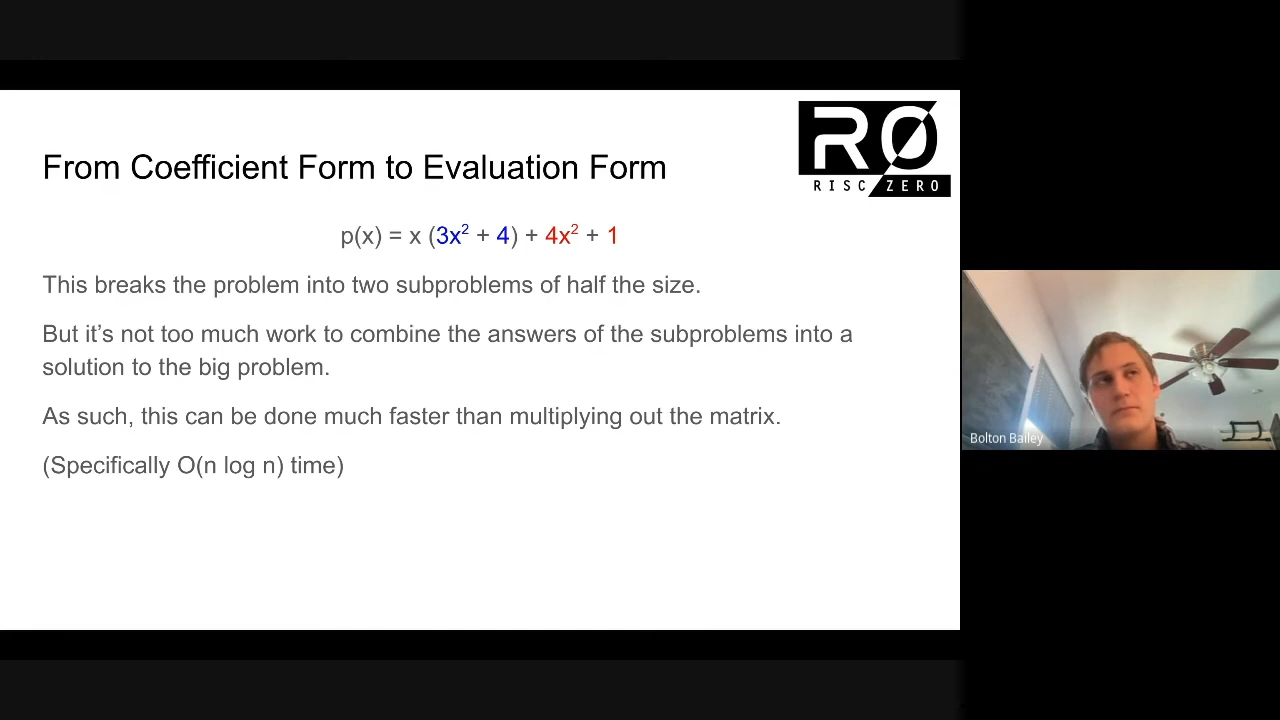 RØ
RISC ZERO
From Coefficient Form to Evaluation Form
p(x) = x (3x² + 4) + 4x² + 1
This breaks the problem into two subproblems of half the size.
But it’s not too much work to combine the answers of the subproblems into a
solution to the big problem.
As such, this can be done much faster than multiplying out the matrix.
(Specifically O(n log n) time)
Bolton Bailey